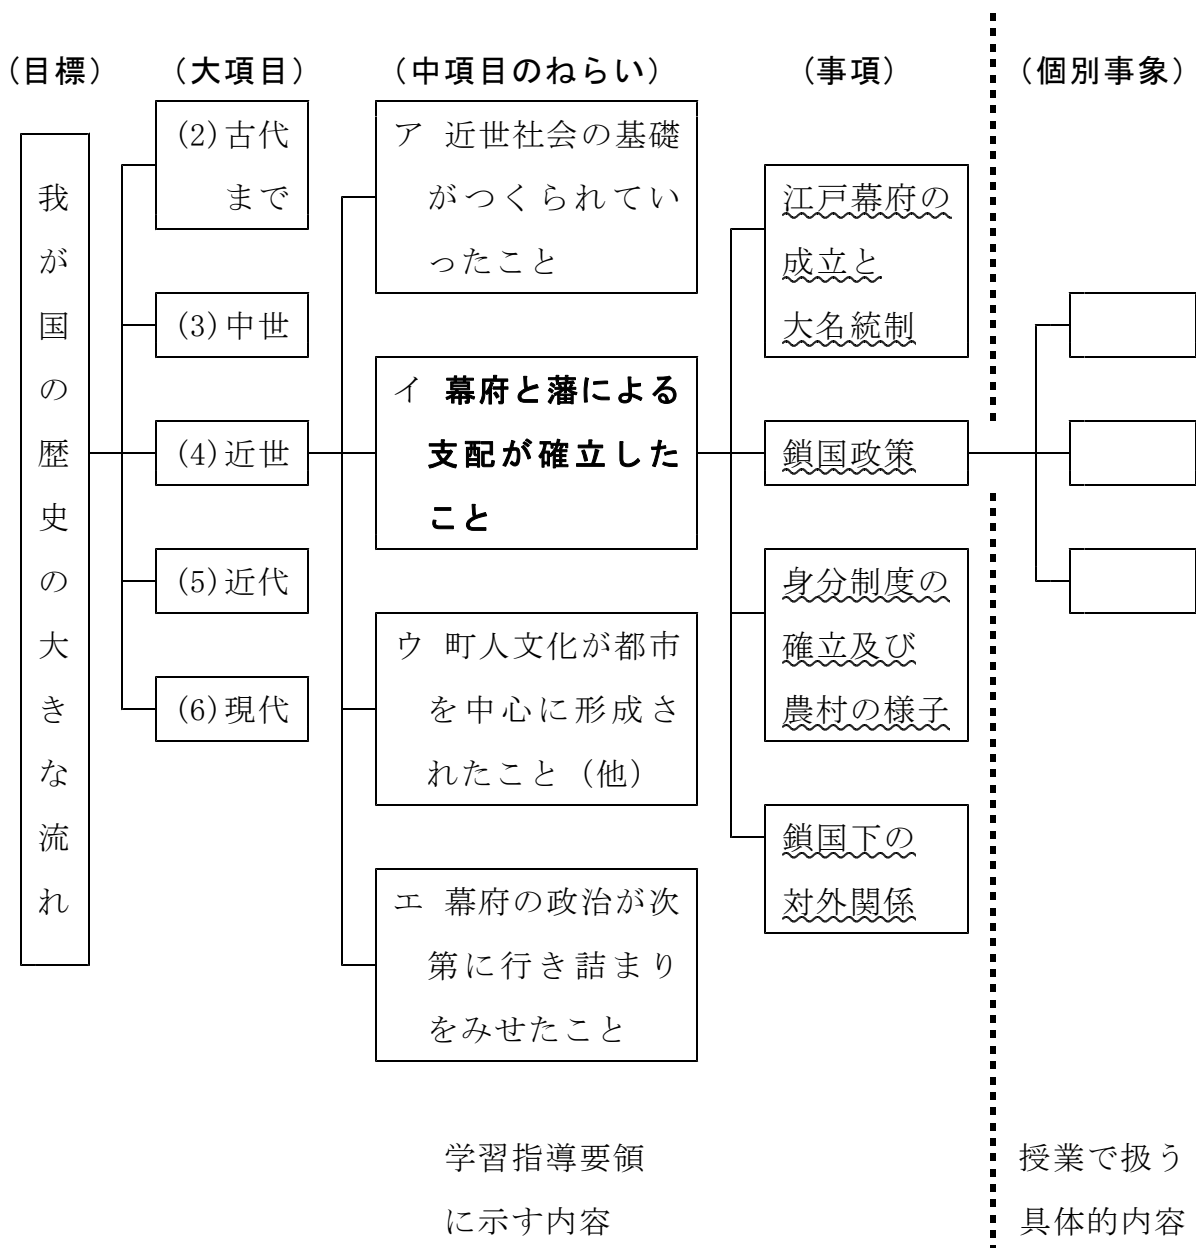 (目標)
(大項目)
(中項目のねらい)
(事項)
(個別事象)
我が国の歴史の大きな流れ
(2)古代
まで
(3)中世
(4)近世
(5)近代
(6)現代
ア 近世社会の基礎
がつくられてい
ったこと
イ 幕府と藩による
支配が確立した
こと
ウ 町人文化が都市
を中心に形成さ
れたこと（他）
エ 幕府の政治が次
第に行き詰まり
をみせたこと
江戸幕府の
成立と
大名統制
鎖国政策
身分制度の
確立及び
農村の様子
鎖国下の
対外関係
学習指導要領
に示す内容
授業で扱う
具体的内容